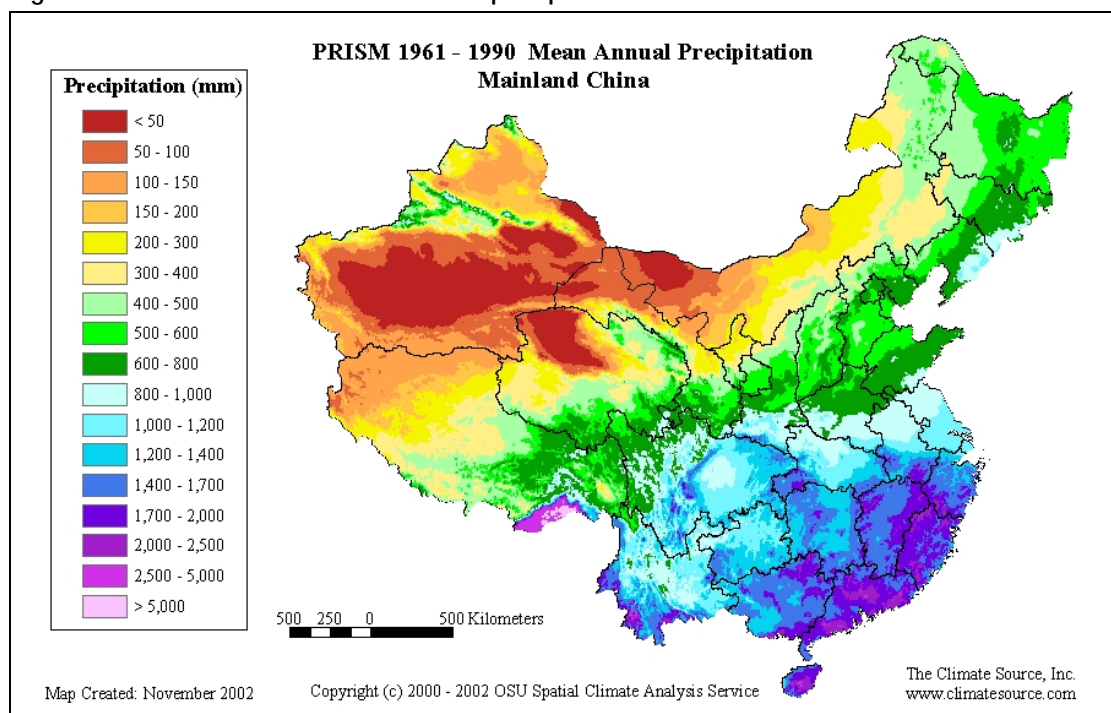 PRISM 1961 - 1990 Mean Annual Precipitation
Mainland China
Precipitation (mm)
< 50
50 - 100
100 - 150
150 - 200
200 - 300
300 - 400
400 - 500
500 - 600
600 - 800
800 - 1,000
1,000 - 1,200
1,200 - 1,400
1,400 - 1,700
1,700 - 2,000
2,000 - 2,500
2,500 - 5,000
> 5,000
500 250 0 500 Kilometers
Map Created: November 2002
Copyright (c) 2000 - 2002 OSU Spatial Climate Analysis Service
The Climate Source, Inc.
www.climatesource.com